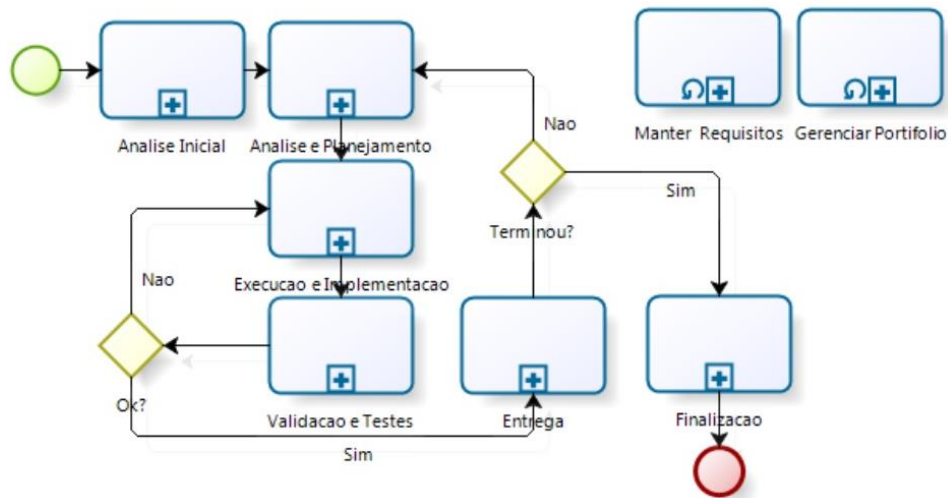 Analise Inicial
Analise e Planejamento
Nao
Manter Requisitos
Gerenciar Portifolio
Sim
Terminou?
Execucao e Implementacao
Nao
Ok?
Validacao e Testes
Entrega
Finalizacao
Sim